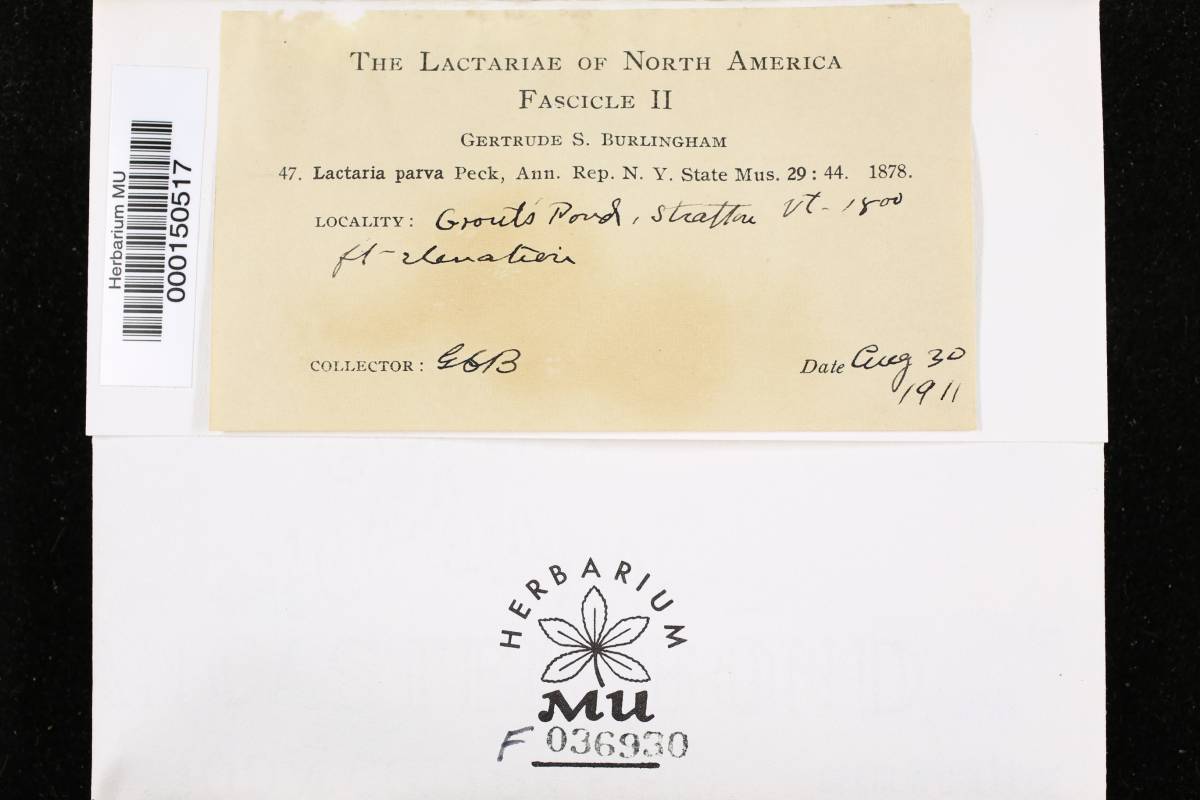 THE LACTARIAE OF NORTH AMERICA
FASCICLE II
GERTRUDE S. BURLINGHAM
47. Lactaria parva Peck, Ann. Rep. N. Y. State Mus. 29 : 44. 1878.
LOCALITY: Grout's Pond, Stratton Vt- 1800
ft- elevation
COLLECTOR: GSB
Date Aug 30
1911
Herbarium MU
000150517
HERBARIUM
MU
F 036930